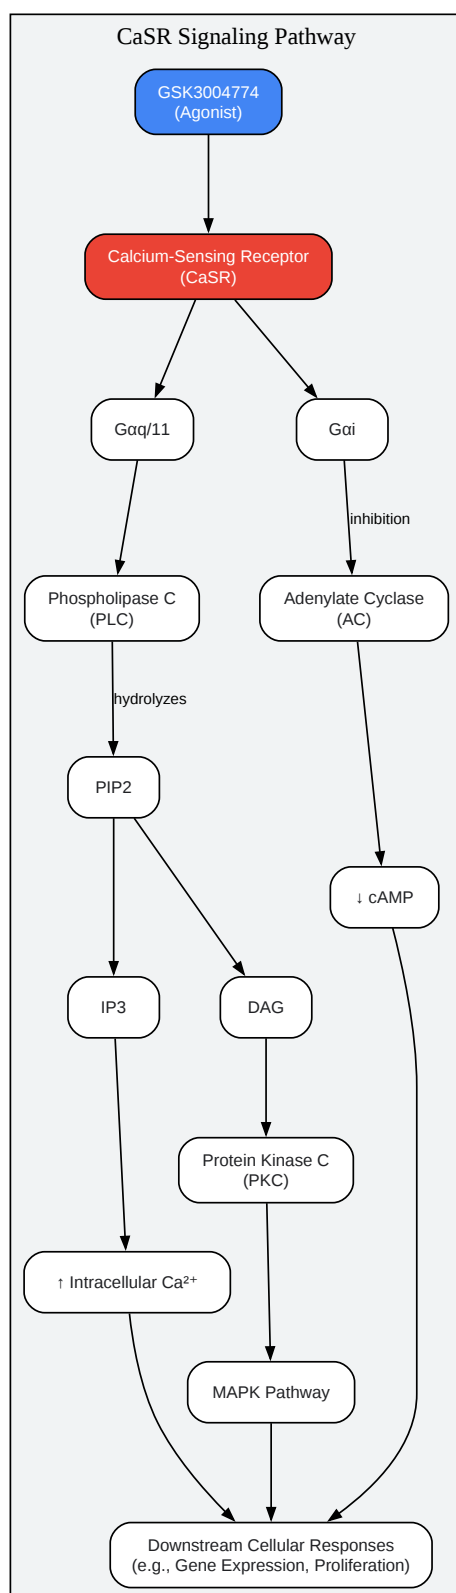 CaSR Signaling Pathway
GSK3004774
(Agonist)
Calcium-Sensing Receptor
(CaSR)
Gαq/11
Gαi
inhibition
Phospholipase C
(PLC)
Adenylate Cyclase
(AC)
hydrolyzes
PIP2
↓ cAMP
IP3
DAG
Protein Kinase C
(PKC)
↑ Intracellular Ca²⁺
MAPK Pathway
Downstream Cellular Responses
(e.g., Gene Expression, Proliferation)